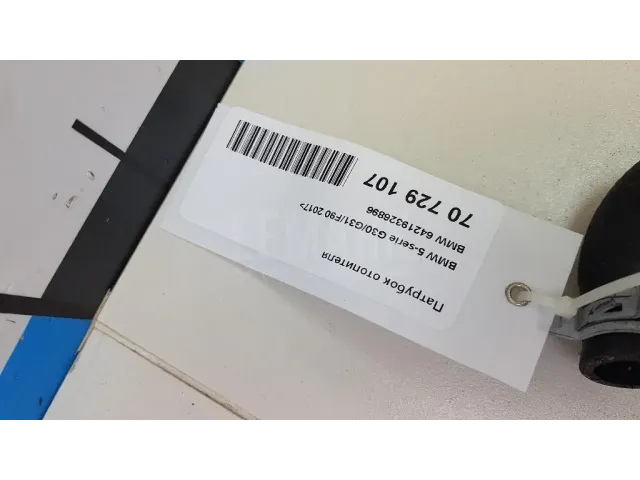 Патрубок отопителя
BMW 5-serie G30/G31/F90 2017>
BMW 64219328896
70 729 107